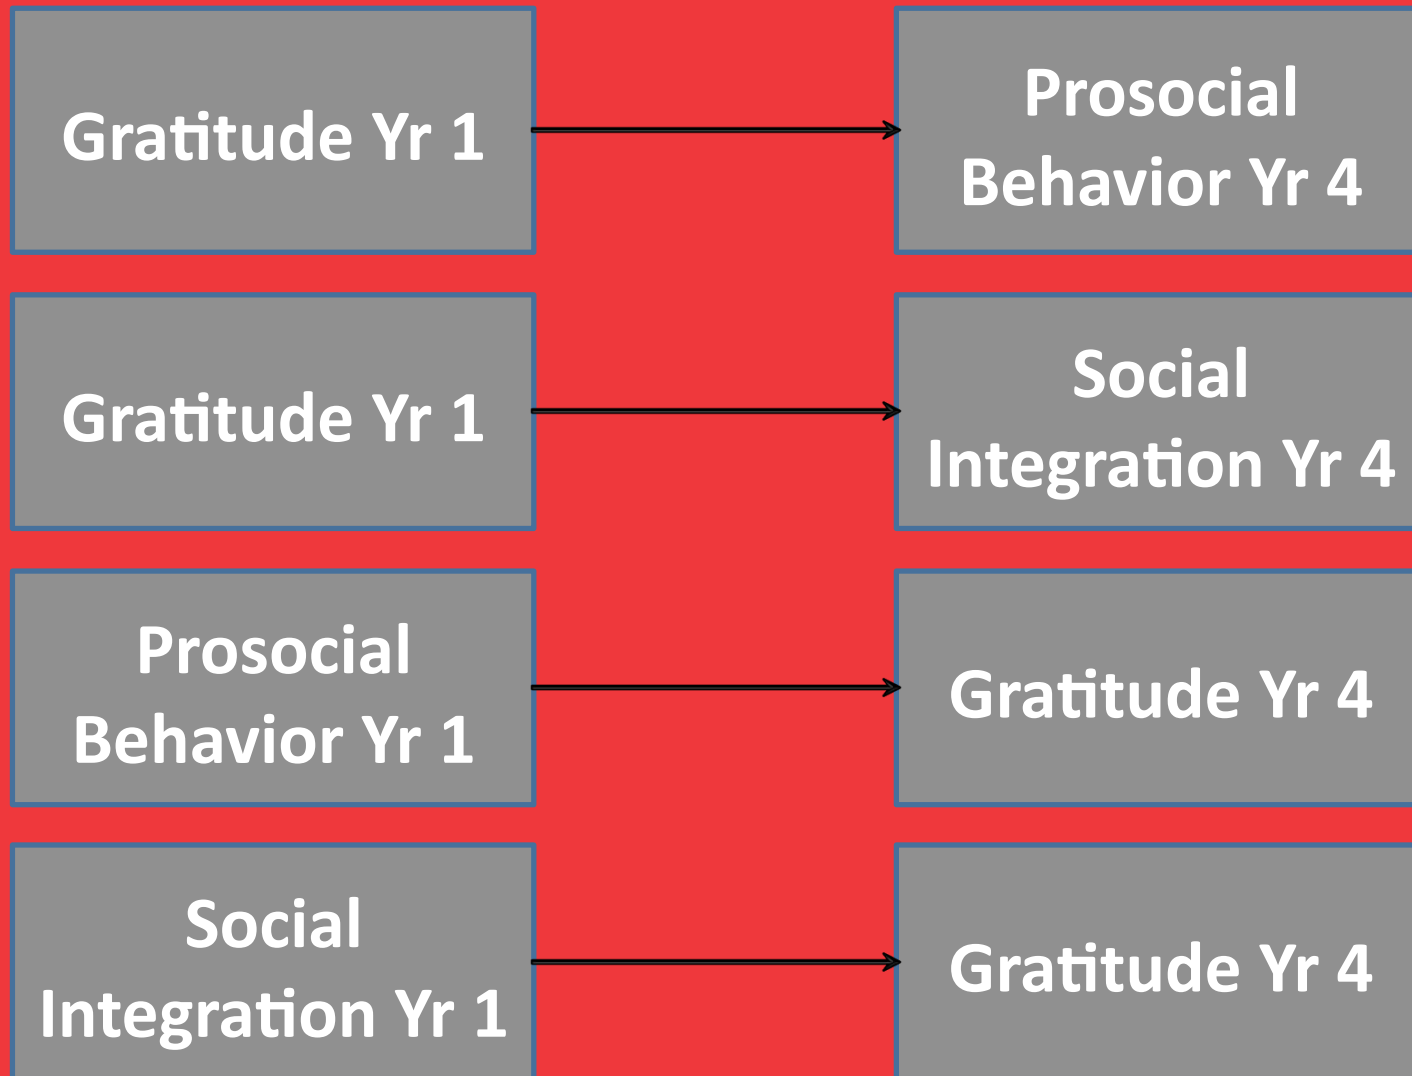 Gratitude Yr 1
Prosocial
Behavior Yr 4
Gratitude Yr 1
Social
Integration Yr 4
Prosocial
Behavior Yr 1
Gratitude Yr 4
Social
Integration Yr 1
Gratitude Yr 4